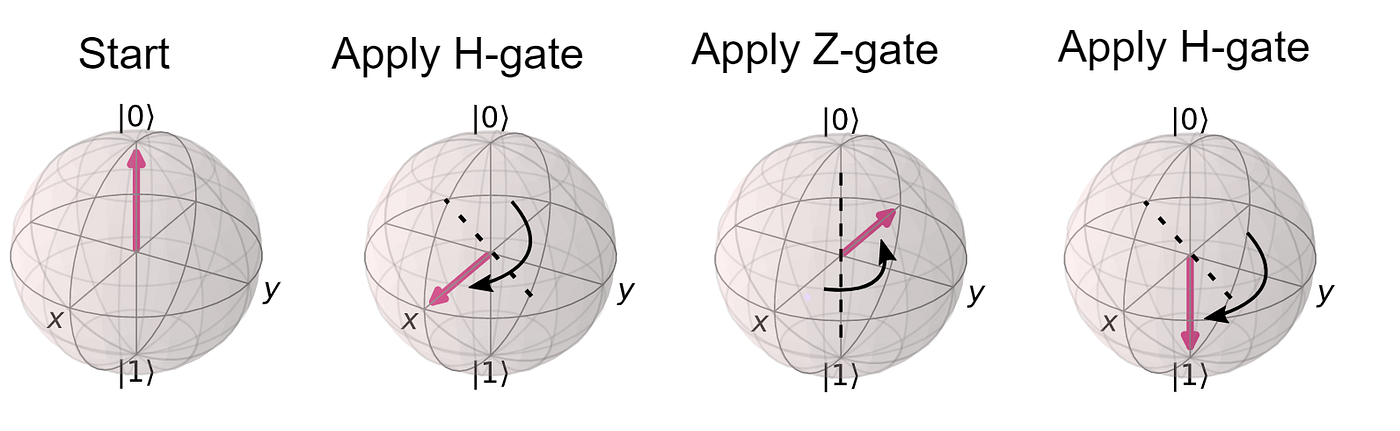 Start
Apply H-gate
Apply Z-gate
Apply H-gate
|0⟩
|0⟩
|0⟩
|0⟩
x
y
x
y
x
y
x
y
|1⟩
|1⟩
|1⟩
|1⟩